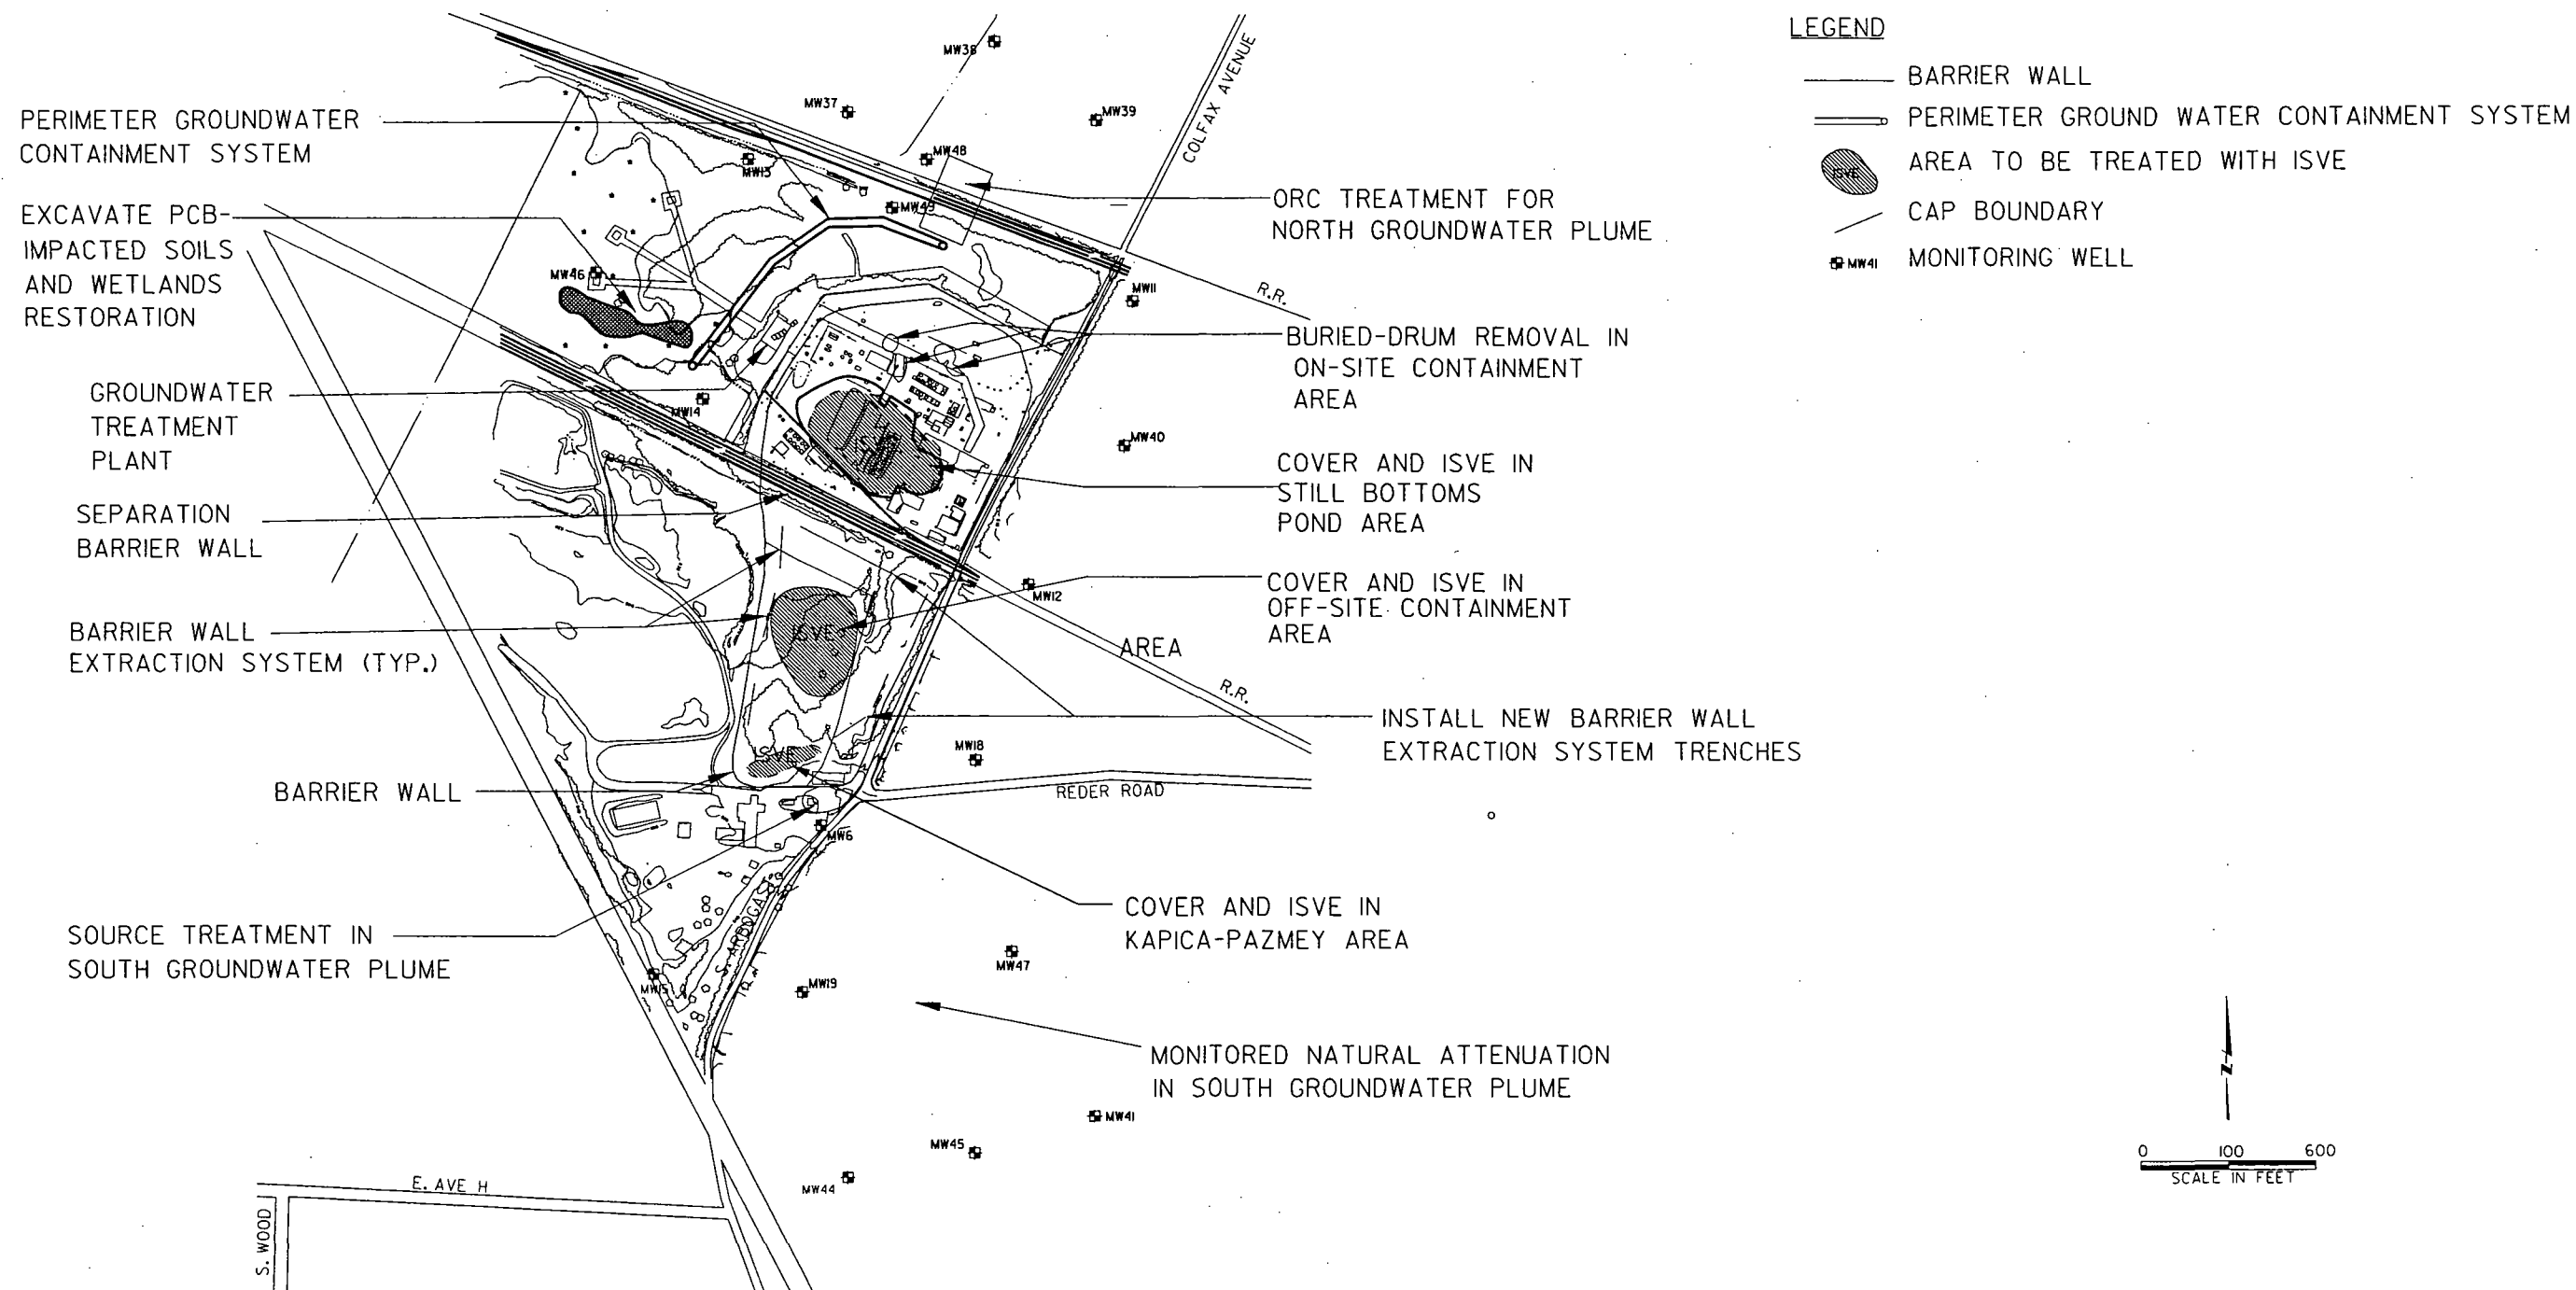 LEGEND
BARRIER WALL
PERIMETER GROUND WATER CONTAINMENT SYSTEM
ISVE
AREA TO BE TREATED WITH ISVE
CAP BOUNDARY
MW41
MONITORING WELL
PERIMETER GROUNDWATER
CONTAINMENT SYSTEM
EXCAVATE PCB-
IMPACTED SOILS
AND WETLANDS
RESTORATION
GROUNDWATER
TREATMENT
PLANT
SEPARATION
BARRIER WALL
BARRIER WALL
EXTRACTION SYSTEM (TYP.)
BARRIER WALL
SOURCE TREATMENT IN
SOUTH GROUNDWATER PLUME
MW38
MW37
MW39
COLFAX AVENUE
MW48
MW13
MW49
MW46
MW11
R.R.
MW14
MW40
MW12
ISVE
AREA
R.R.
MW18
ISVE
REDER ROAD
MW6
S. ARBOGAST
MW15
MW19
MW47
MW41
MW45
MW44
E. AVE H
S. WOOD
ORC TREATMENT FOR
NORTH GROUNDWATER PLUME
BURIED-DRUM REMOVAL IN
ON-SITE CONTAINMENT
AREA
COVER AND ISVE IN
STILL BOTTOMS
POND AREA
COVER AND ISVE IN
OFF-SITE CONTAINMENT
AREA
INSTALL NEW BARRIER WALL
EXTRACTION SYSTEM TRENCHES
COVER AND ISVE IN
KAPICA-PAZMEY AREA
MONITORED NATURAL ATTENUATION
IN SOUTH GROUNDWATER PLUME
N
0 100 600
SCALE IN FEET